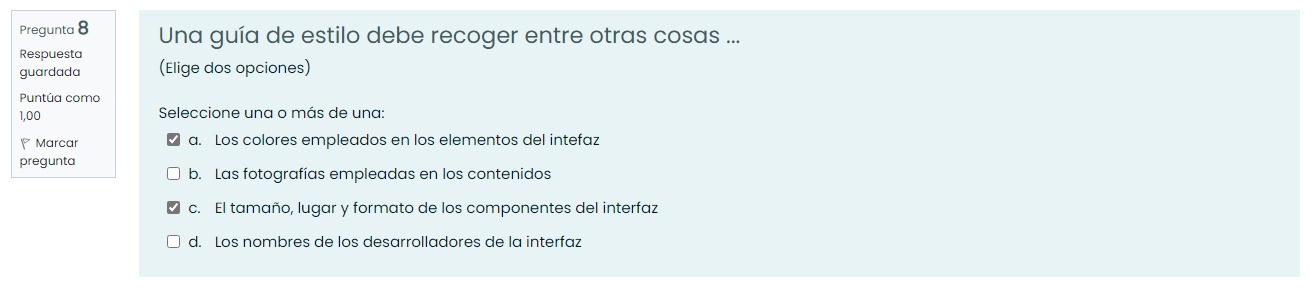 Pregunta 8
Respuesta
guardada
Puntúa como
1,00
Marcar
pregunta
Una guía de estilo debe recoger entre otras cosas ...
(Elige dos opciones)
Seleccione una o más de una:
a. Los colores empleados en los elementos del intefaz
b. Las fotografías empleadas en los contenidos
c. El tamaño, lugar y formato de los componentes del interfaz
d. Los nombres de los desarrolladores de la interfaz